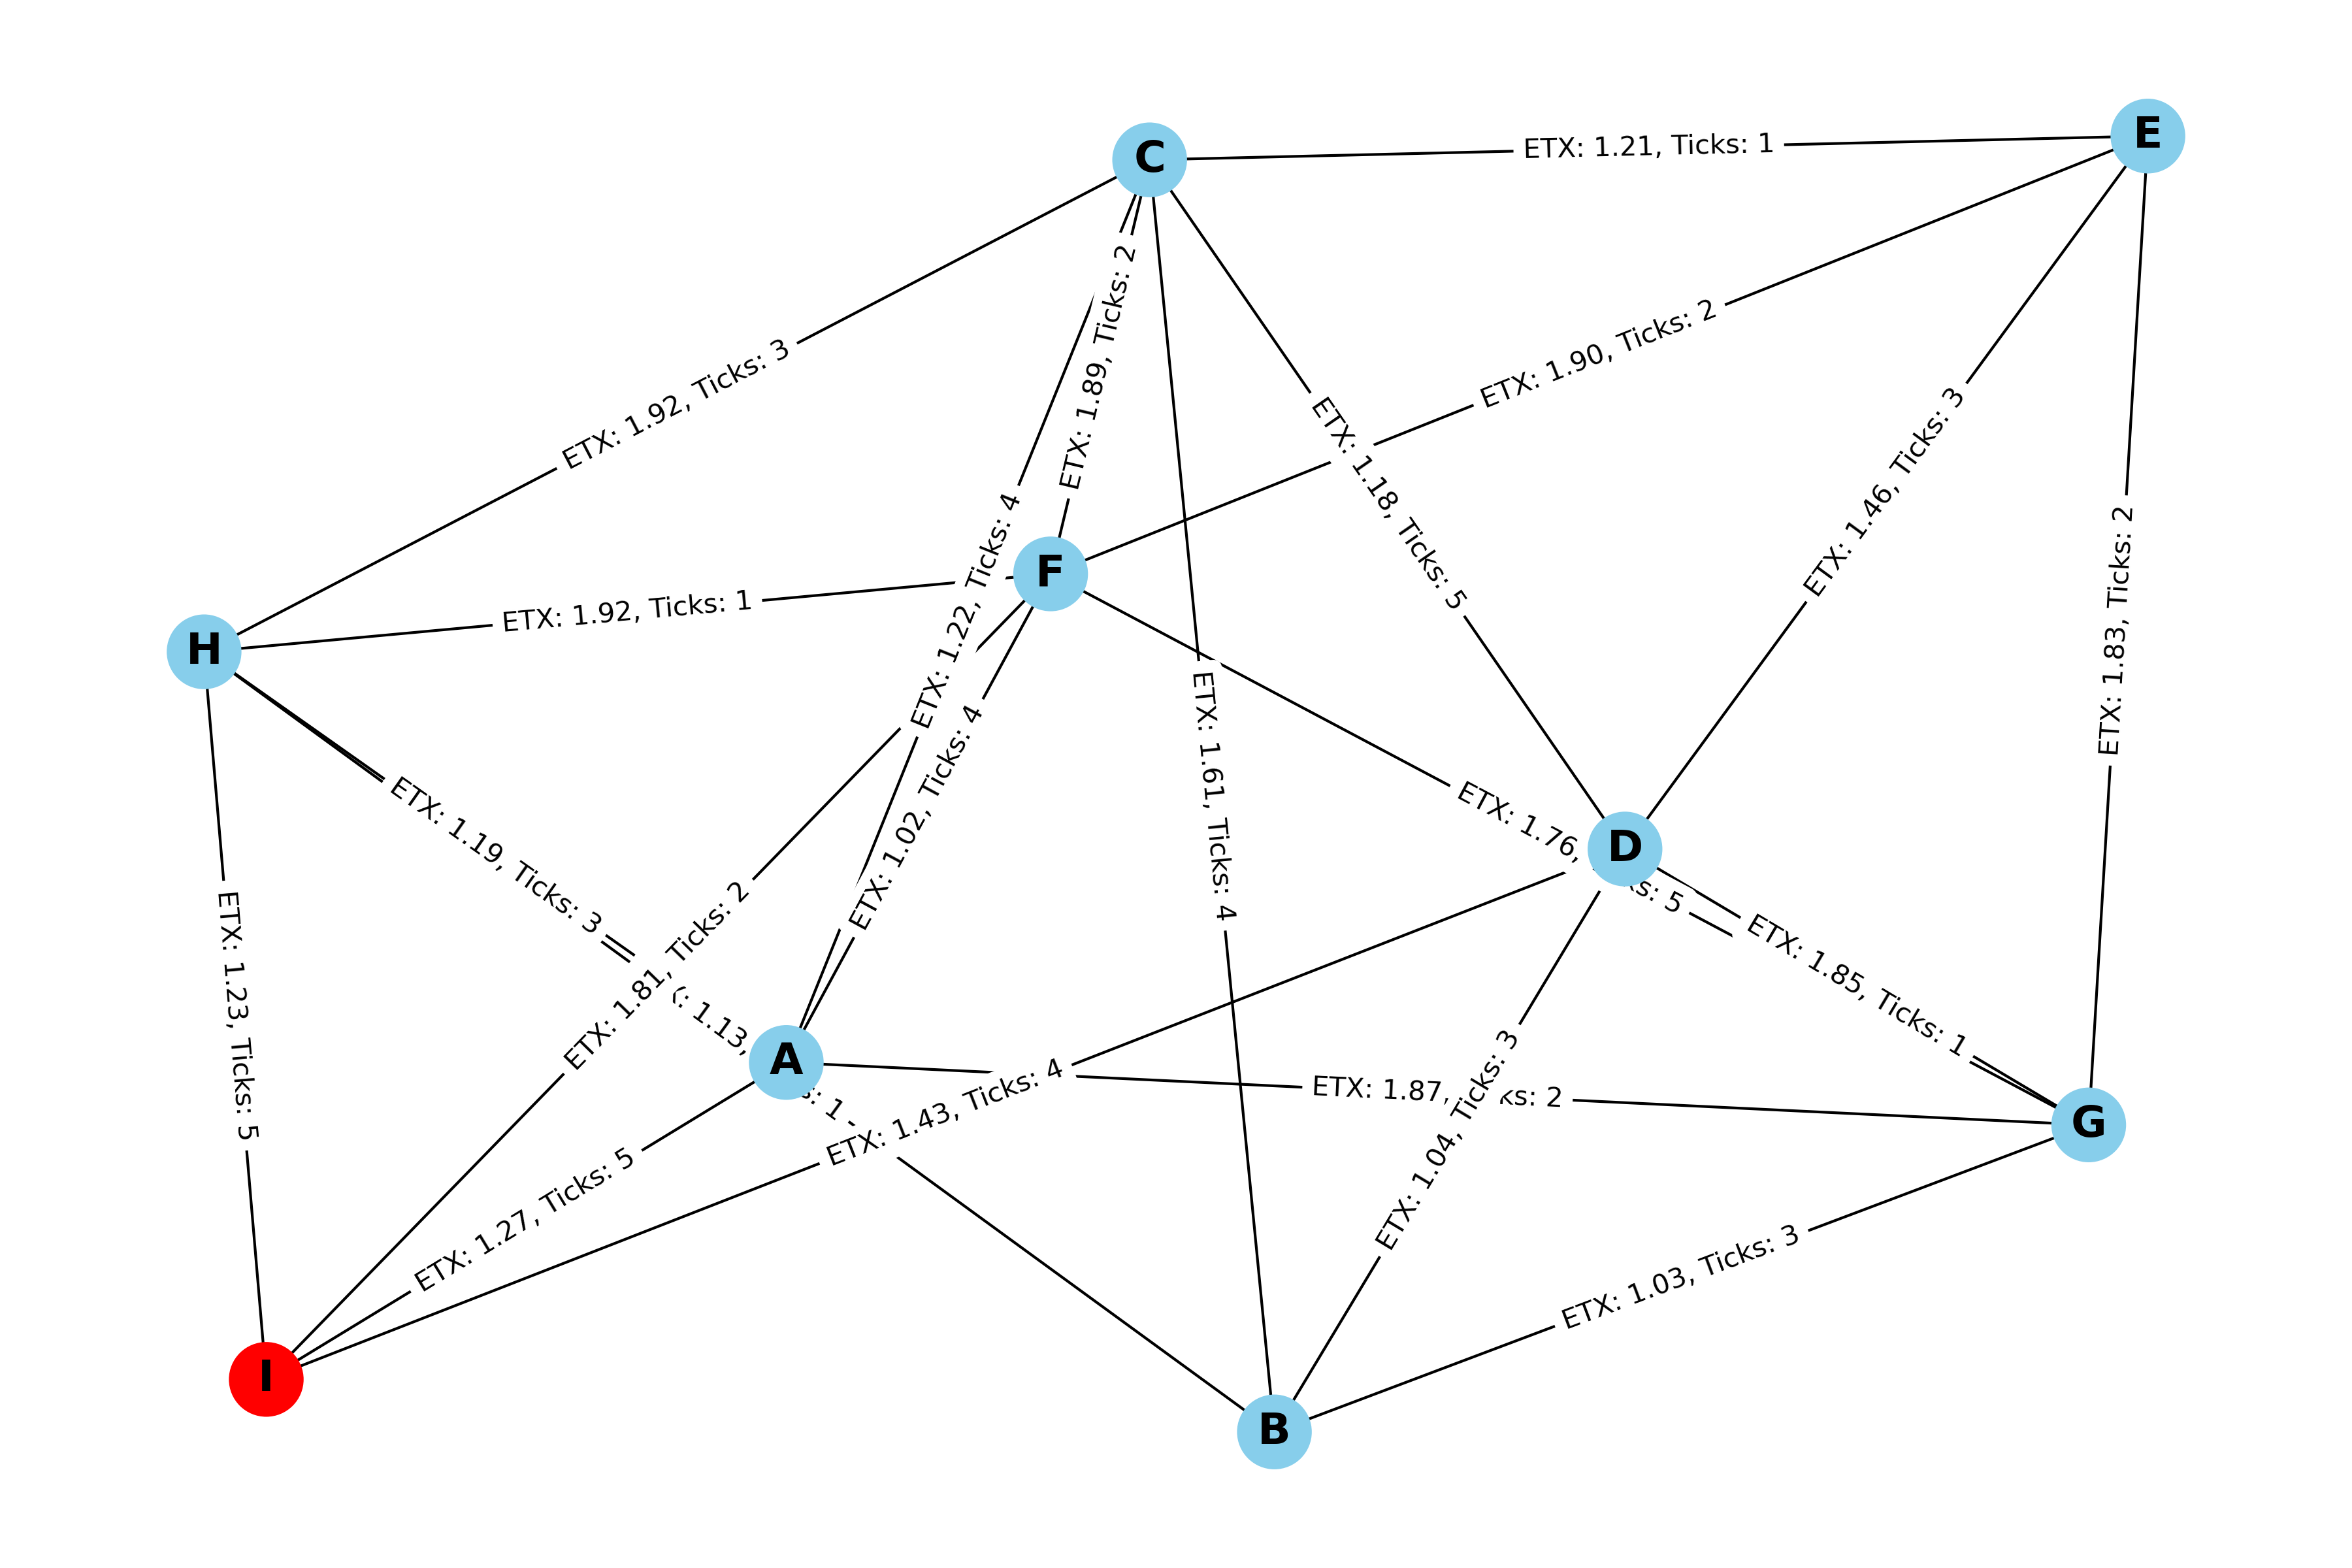 E
C
ETX: 1.21, Ticks: 1
ETX: 1.89, Ticks: 2
ETX: 1.90, Ticks: 2
ETX: 1.92, Ticks: 3
ETX: 1.18, Ticks: 5
ETX: 1.46, Ticks: 3
F
ETX: 1.22, Ticks: 4
ETX: 1.92, Ticks: 1
ETX: 1.83, Ticks: 2
H
ETX: 1.61, Ticks: 4
ETX: 1.02, Ticks: 4
D
ETX: 1.76, ks: 5
ETX: 1.19, Ticks: 3
ETX: 1.81, Ticks: 2
ETX: 1.85, Ticks: 1
ETX: 1.23, Ticks: 5
: 1.13, s: 1
A
ETX: 1.87, ks: 2
ETX: 1.43, Ticks: 4
G
ETX: 1.04, Ticks: 3
ETX: 1.27, Ticks: 5
ETX: 1.03, Ticks: 3
I
B